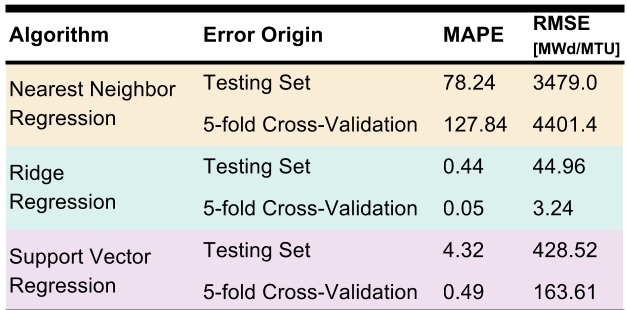 Algorithm Error Origin MAPE RMSE [MWd/MTU]
Nearest Neighbor Regression Testing Set 78.24 3479.0
5-fold Cross-Validation 127.84 4401.4
Ridge Regression Testing Set 0.44 44.96
5-fold Cross-Validation 0.05 3.24
Support Vector Regression Testing Set 4.32 428.52
5-fold Cross-Validation 0.49 163.61